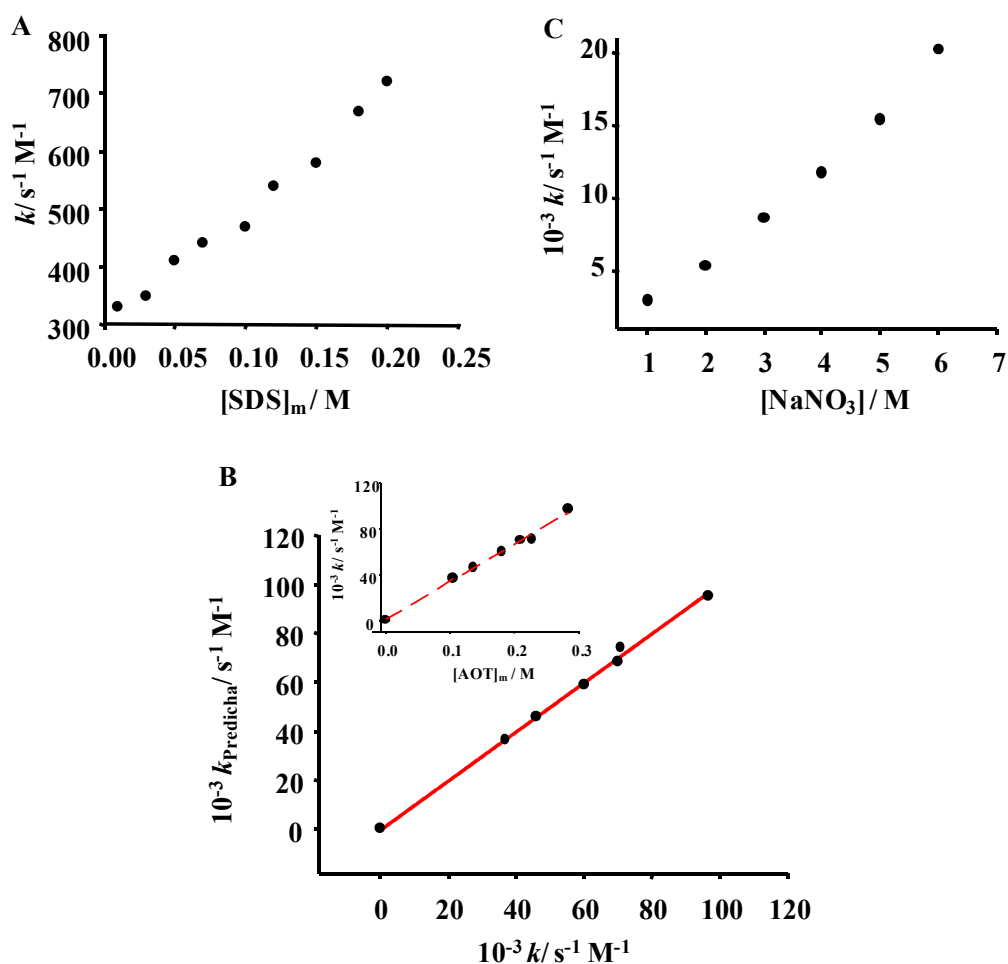 A
800
700
600
500
400
300
k/ s-1 M-1
0.00 0.05 0.10 0.15 0.20 0.25
[SDS]m / M
C
20
15
10
5
10-3 k/ s-1 M-1
1 2 3 4 5 6 7
[NaNO3] / M
B
120
100
80
60
40
20
0
10-3 kPredicha/ s-1 M-1
0 40 60 80 100 120
10-3 k/ s-1 M-1
120
80
40
0
10-3 k/ s-1 M-1
0.0 0.1 0.2 0.3
[AOT]m / M